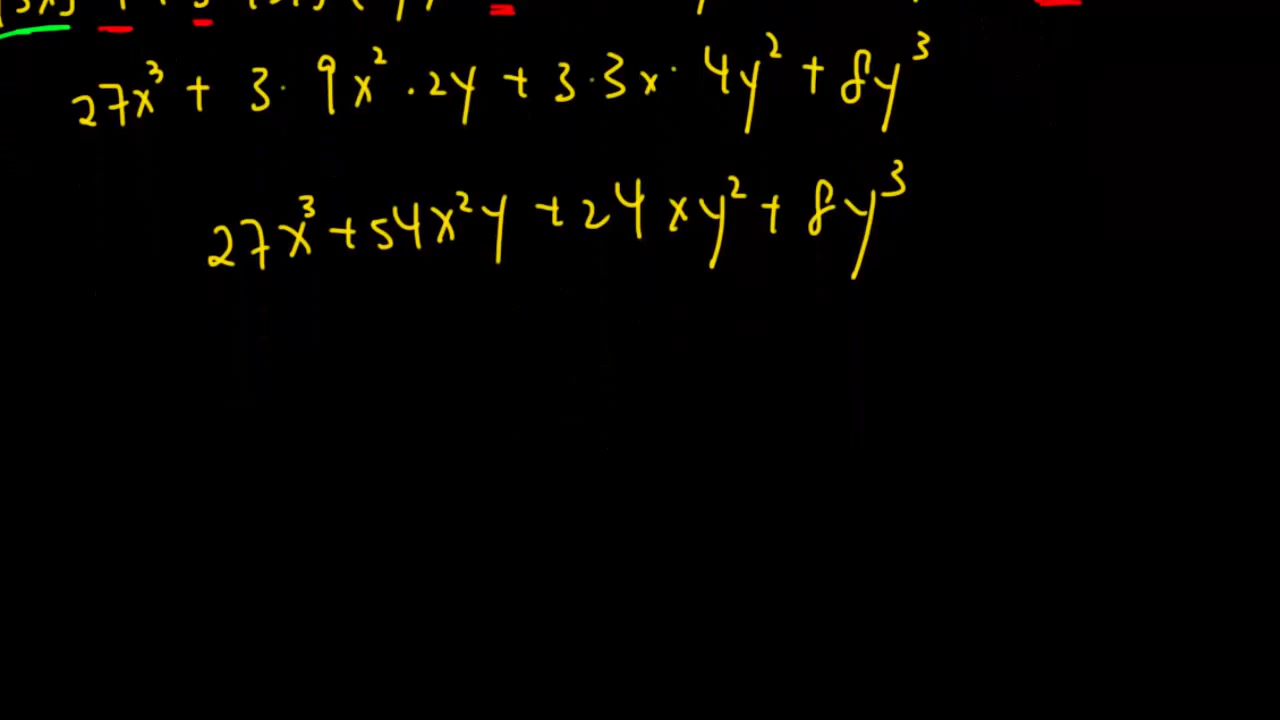 27x³ + 3· 9x² · 2y + 3·3x· 4y² + 8y³
27x³ + 54x²y + 24xy² + 8y³